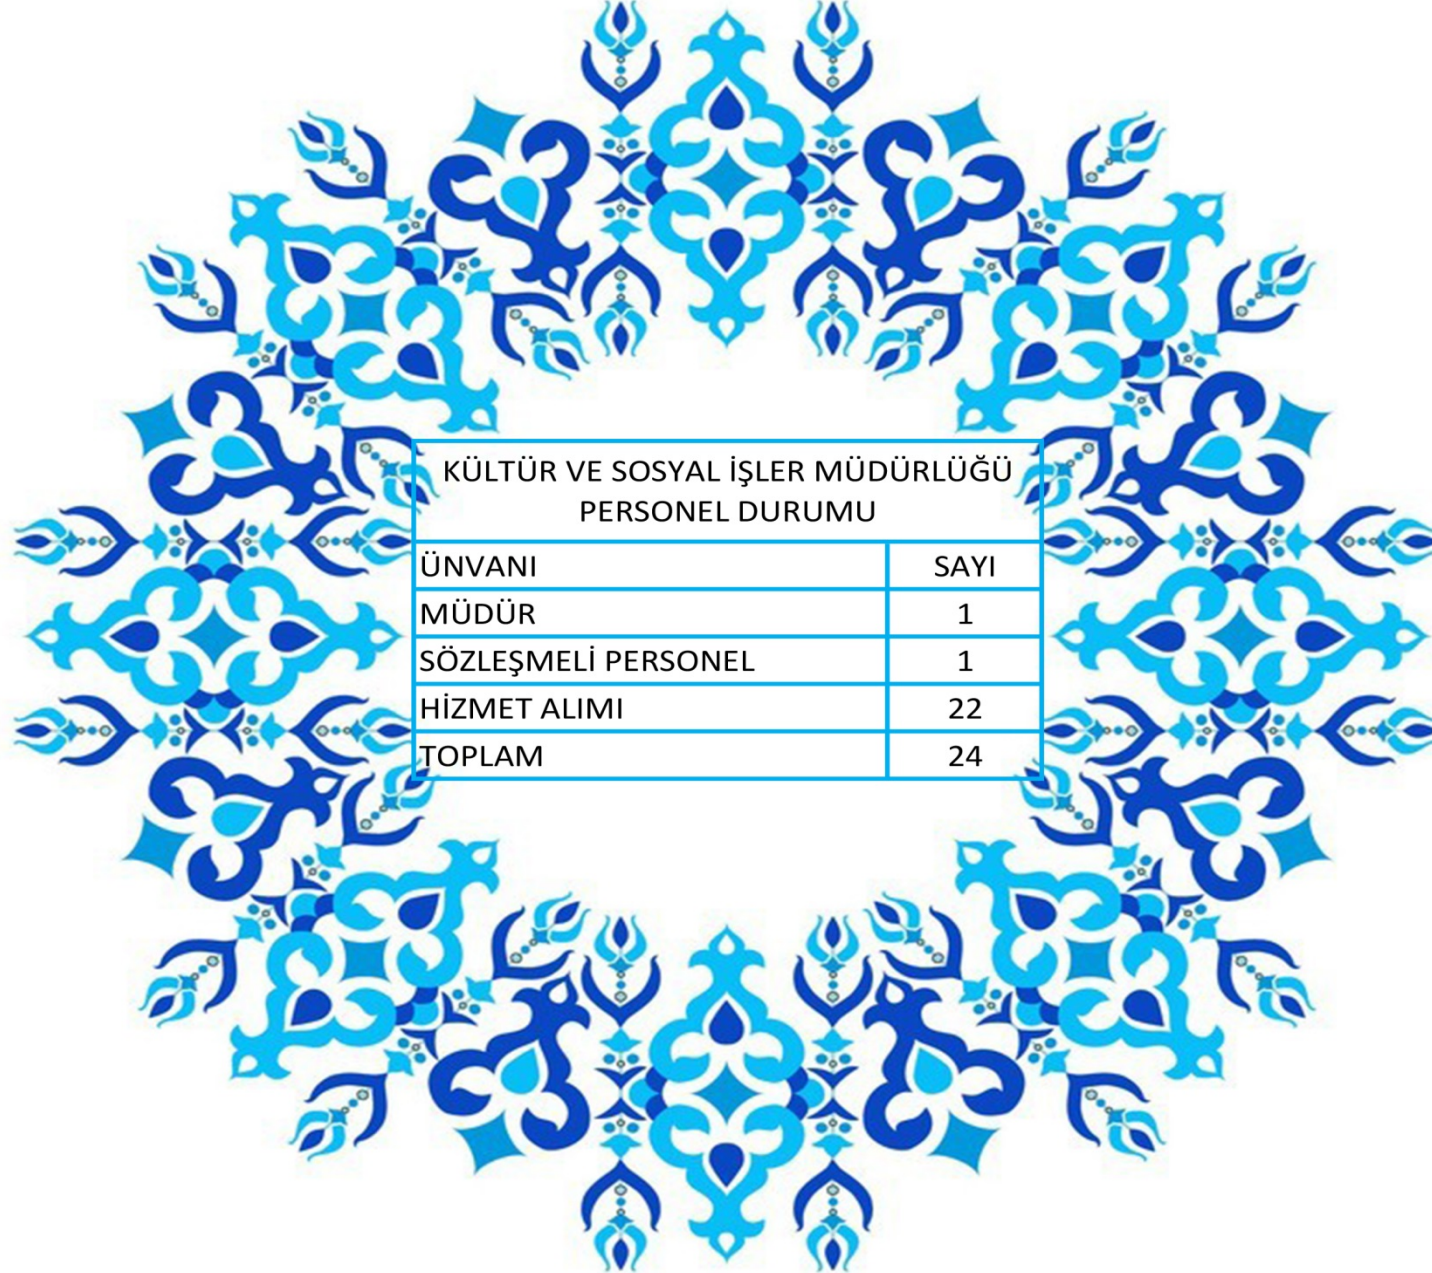 KÜLTÜR VE SOSYAL İŞLER MÜDÜRLÜĞÜ
PERSONEL DURUMU
ÜNVANI SAYI
MÜDÜR 1
SÖZLEŞMELİ PERSONEL 1
HİZMET ALIMI 22
TOPLAM 24